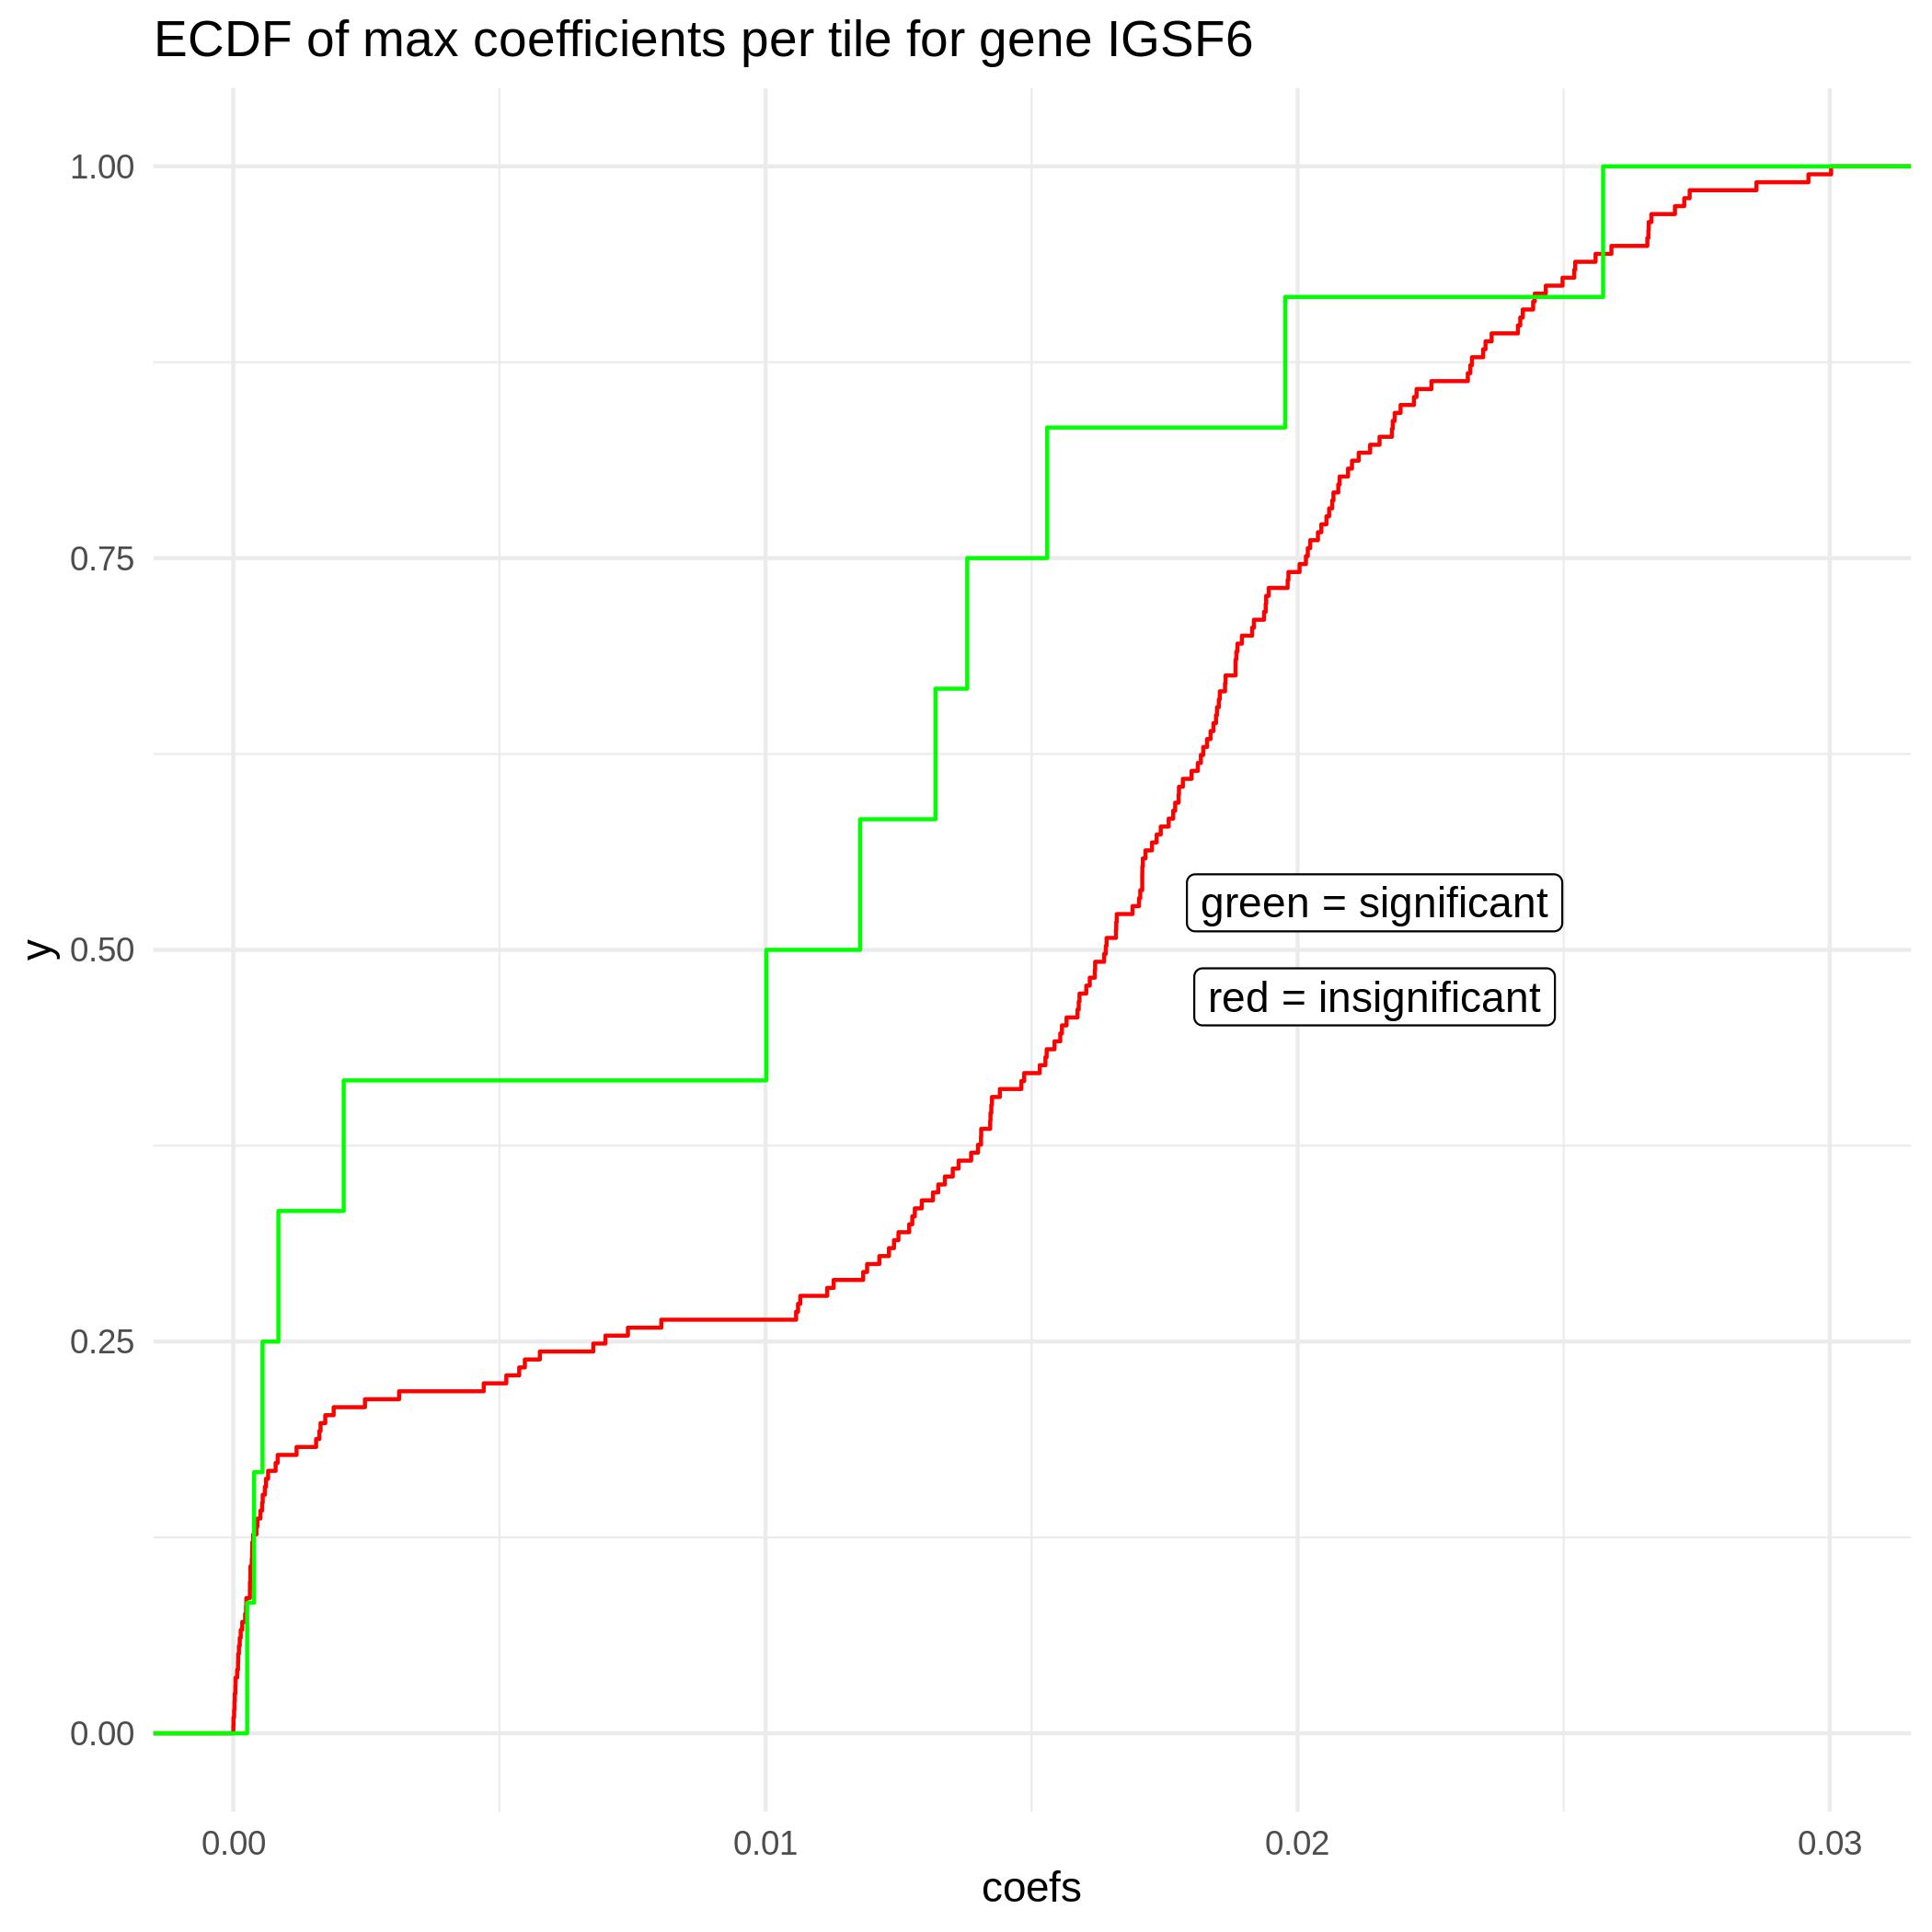 ECDF of max coefficients per tile for gene IGSF6
1.00
0.75
0.50
0.25
0.00
y
green = significant
red = insignificant
0.00 0.01 0.02 0.03
coefs